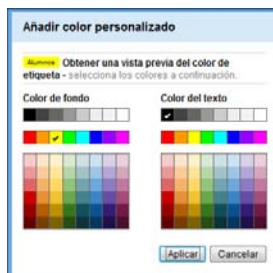 Añadir color personalizado
Alumnos Obtener una vista previa del color de
etiqueta - selecciona los colores a continuación.
Color de fondo Color del texto
Aplicar Cancelar